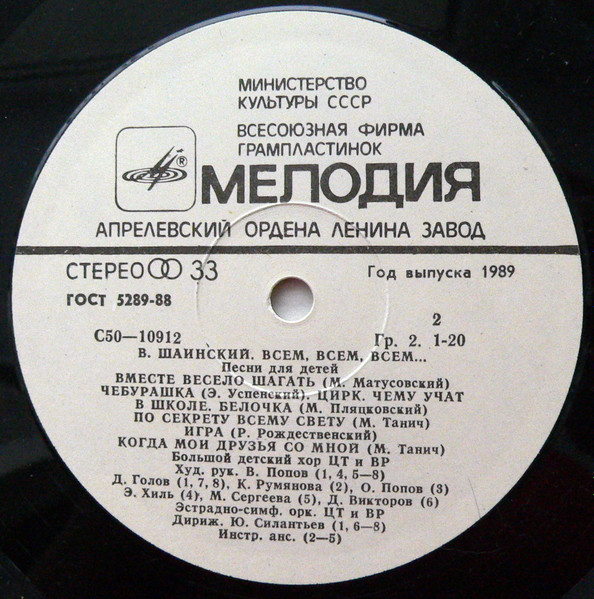 МИНИСТЕРСТВО
КУЛЬТУРЫ СССР
ВСЕСОЮЗНАЯ ФИРМА
ГРАМПЛАСТИНОК
® МЕЛОДИЯ
АПРЕЛЕВСКИЙ ОРДЕНА ЛЕНИНА ЗАВОД
СТЕРЕО 33 Год выпуска 1989
ГОСТ 5289-88
2
С50—10912 Гр. 2. 1-20
В. ШАИНСКИЙ. ВСЕМ, ВСЕМ, ВСЕМ...
Песни для детей
ВМЕСТЕ ВЕСЕЛО ШАГАТЬ (М. Матусовский)
ЧЕБУРАШКА (Э. Успенский). ЦИРК. ЧЕМУ УЧАТ
В ШКОЛЕ. БЕЛОЧКА (М. Пляцковский)
ПО СЕКРЕТУ ВСЕМУ СВЕТУ (М. Танич)
ИГРА (Р. Рождественский)
КОГДА МОИ ДРУЗЬЯ СО МНОЙ (М. Танич)
Большой детский хор ЦТ и ВР
Худ. рук. В. Попов (1, 4, 5—8)
Д. Голов (1, 7, 8), К. Румянова (2), О. Попов (3)
Э. Хиль (4), М. Сергеева (5), Д. Викторов (6)
Эстрадно-симф. орк. ЦТ и ВР
Дириж. Ю. Силантьев (1, 6—8)
Инстр. анс. (2—5)